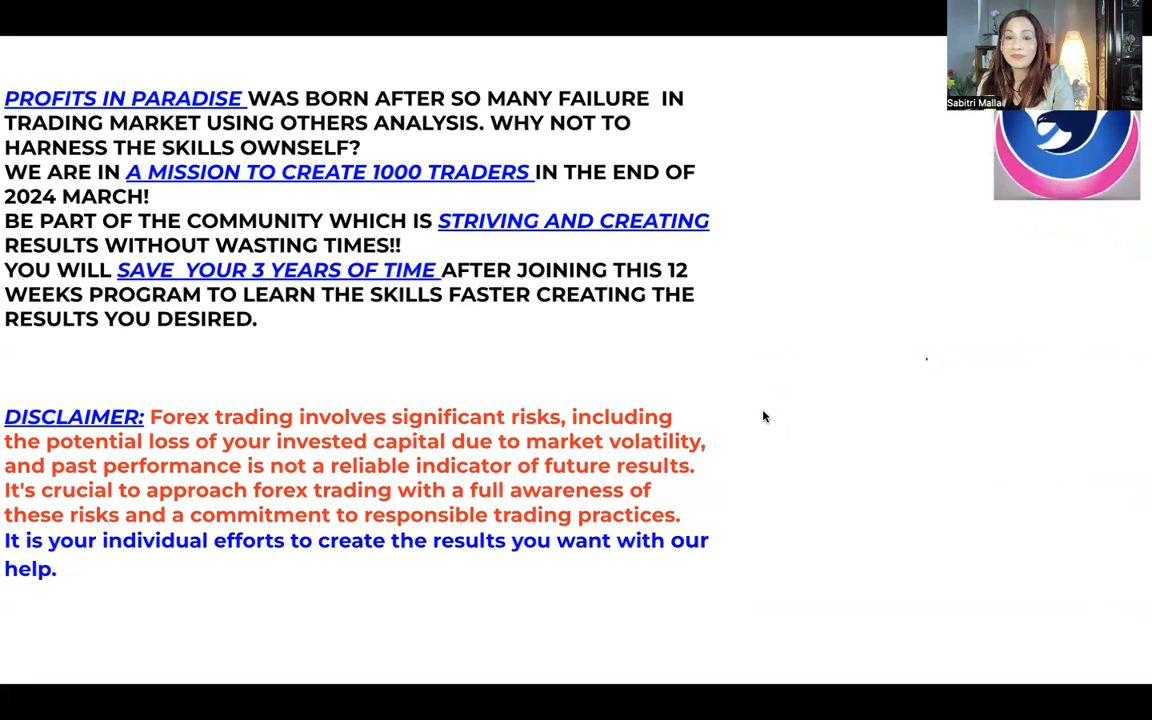 PROFITS IN PARADISE WAS BORN AFTER SO MANY FAILURE  IN
TRADING MARKET USING OTHERS ANALYSIS. WHY NOT TO
HARNESS THE SKILLS OWNSELF?
WE ARE IN A MISSION TO CREATE 1000 TRADERS IN THE END OF
2024 MARCH!
BE PART OF THE COMMUNITY WHICH IS STRIVING AND CREATING
RESULTS WITHOUT WASTING TIMES!!
YOU WILL SAVE  YOUR 3 YEARS OF TIME AFTER JOINING THIS 12
WEEKS PROGRAM TO LEARN THE SKILLS FASTER CREATING THE
RESULTS YOU DESIRED.
DISCLAIMER: Forex trading involves significant risks, including
the potential loss of your invested capital due to market volatility,
and past performance is not a reliable indicator of future results.
It's crucial to approach forex trading with a full awareness of
these risks and a commitment to responsible trading practices.
It is your individual efforts to create the results you want with our
help.
Sabitri Malla